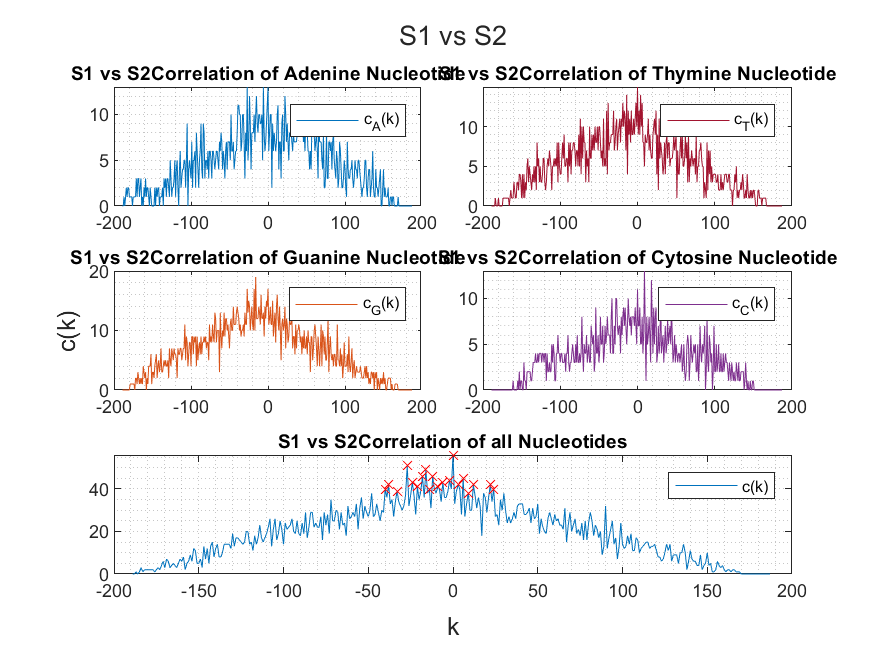 S1 vs S2
S1 vs S2Correlation of Adenine Nucleotide
S1 vs S2Correlation of Thymine Nucleotide
10
5
0
c_A(k)
-200 -100 0 100 200
10
5
0
c_T(k)
-200 -100 0 100 200
S1 vs S2Correlation of Guanine Nucleotide
S1 vs S2Correlation of Cytosine Nucleotide
c(k)
20
10
0
c_G(k)
-200 -100 0 100 200
10
5
0
c_C(k)
-200 -100 0 100 200
S1 vs S2Correlation of all Nucleotides
40
20
0
c(k)
-200 -150 -100 -50 0 50 100 150 200
k